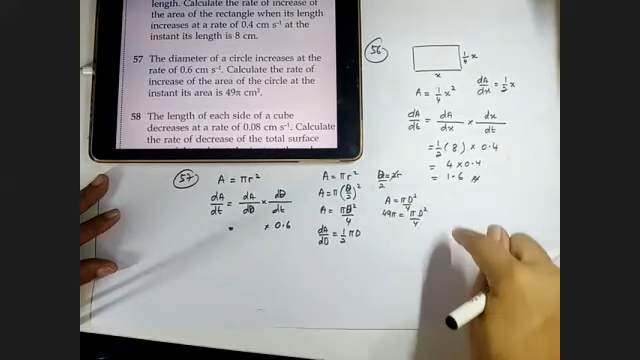 length. Calculate the rate of increase of
the area of the rectangle when its length
increases at a rate of 0.4 cm s⁻¹ at the
instant its length is 8 cm.
57 The diameter of a circle increases at the
rate of 0.6 cm s⁻¹. Calculate the rate of
increase of the area of the circle at the
instant its area is 49π cm².
58 The length of each side of a cube
decreases at a rate of 0.08 cm s⁻¹. Calculate
the rate of decrease of the total surface
56
1/4 x
x
A = 1/4 x²
dA/dx = 1/2 x
dA/dt = dA/dx × dx/dt
= 1/2 (8) × 0.4
= 4 × 0.4
= 1.6
57
A = πr²
dA/dt = dA/dD × dD/dt
= × 0.6
A = πr²
A = π(D/2)²
A = πD²/4
dA/dD = 1/2 πD
A = πD²/4
49π = πD²/4